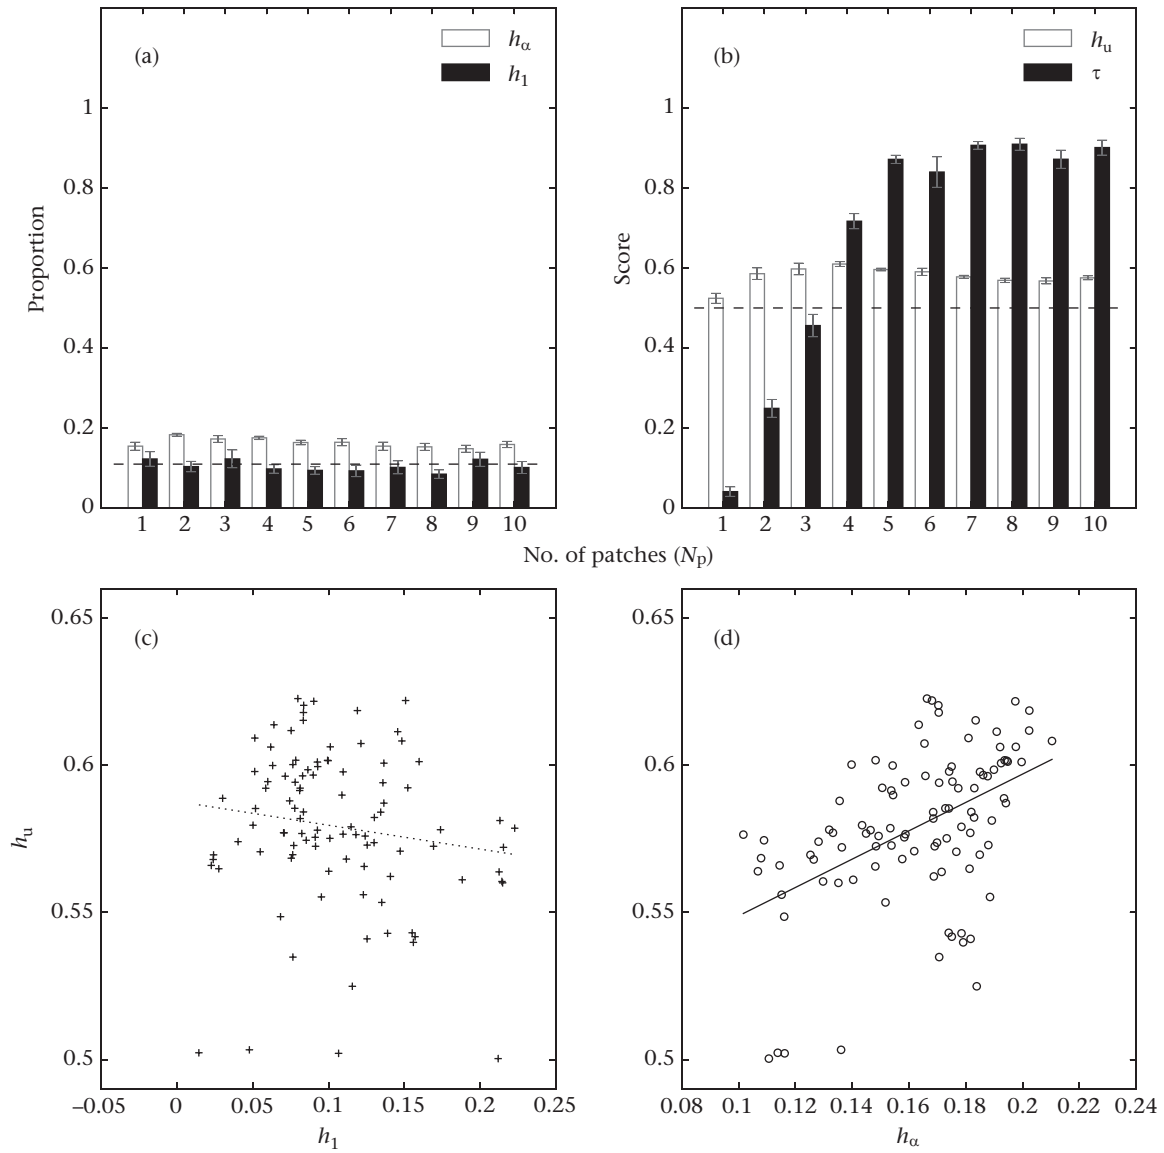 (a)
hα
h1
Proportion
1
0.8
0.6
0.4
0.2
0
1 2 3 4 5 6 7 8 9 10
(b)
hu
τ
Score
1
0.8
0.6
0.4
0.2
0
1 2 3 4 5 6 7 8 9 10
No. of patches (Np)
(c)
hu
0.65
0.6
0.55
0.5
−0.05 0 0.05 0.1 0.15 0.2 0.25
h1
(d)
0.65
0.6
0.55
0.5
0.08 0.1 0.12 0.14 0.16 0.18 0.2 0.22 0.24
hα